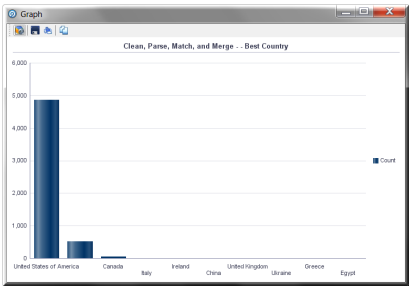 Graph
Clean, Parse, Match, and Merge - - Best Country
6,000
5,000
4,000
3,000
2,000
1,000
0
Count
United States of America
Canada
Italy
Ireland
China
United Kingdom
Ukraine
Greece
Egypt